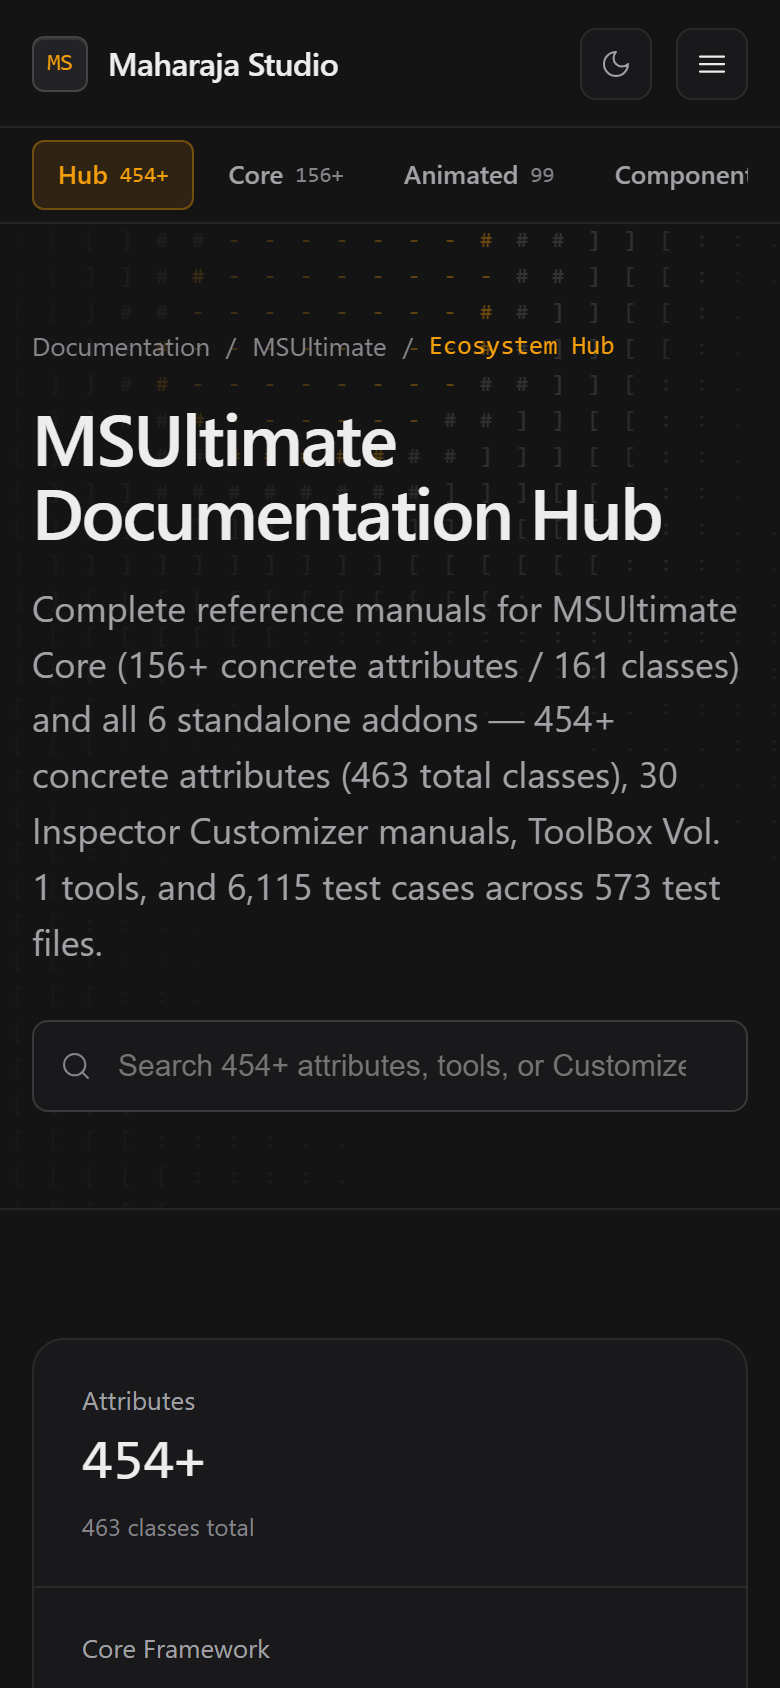 MS Maharaja Studio
Hub 454+ Core 156+ Animated 99 Component
Documentation / MSUltimate / Ecosystem Hub
MSUltimate
Documentation Hub
Complete reference manuals for MSUltimate
Core (156+ concrete attributes / 161 classes)
and all 6 standalone addons — 454+
concrete attributes (463 total classes), 30
Inspector Customizer manuals, ToolBox Vol.
1 tools, and 6,115 test cases across 573 test
files.
Search 454+ attributes, tools, or Customize
Attributes
454+
463 classes total
Core Framework